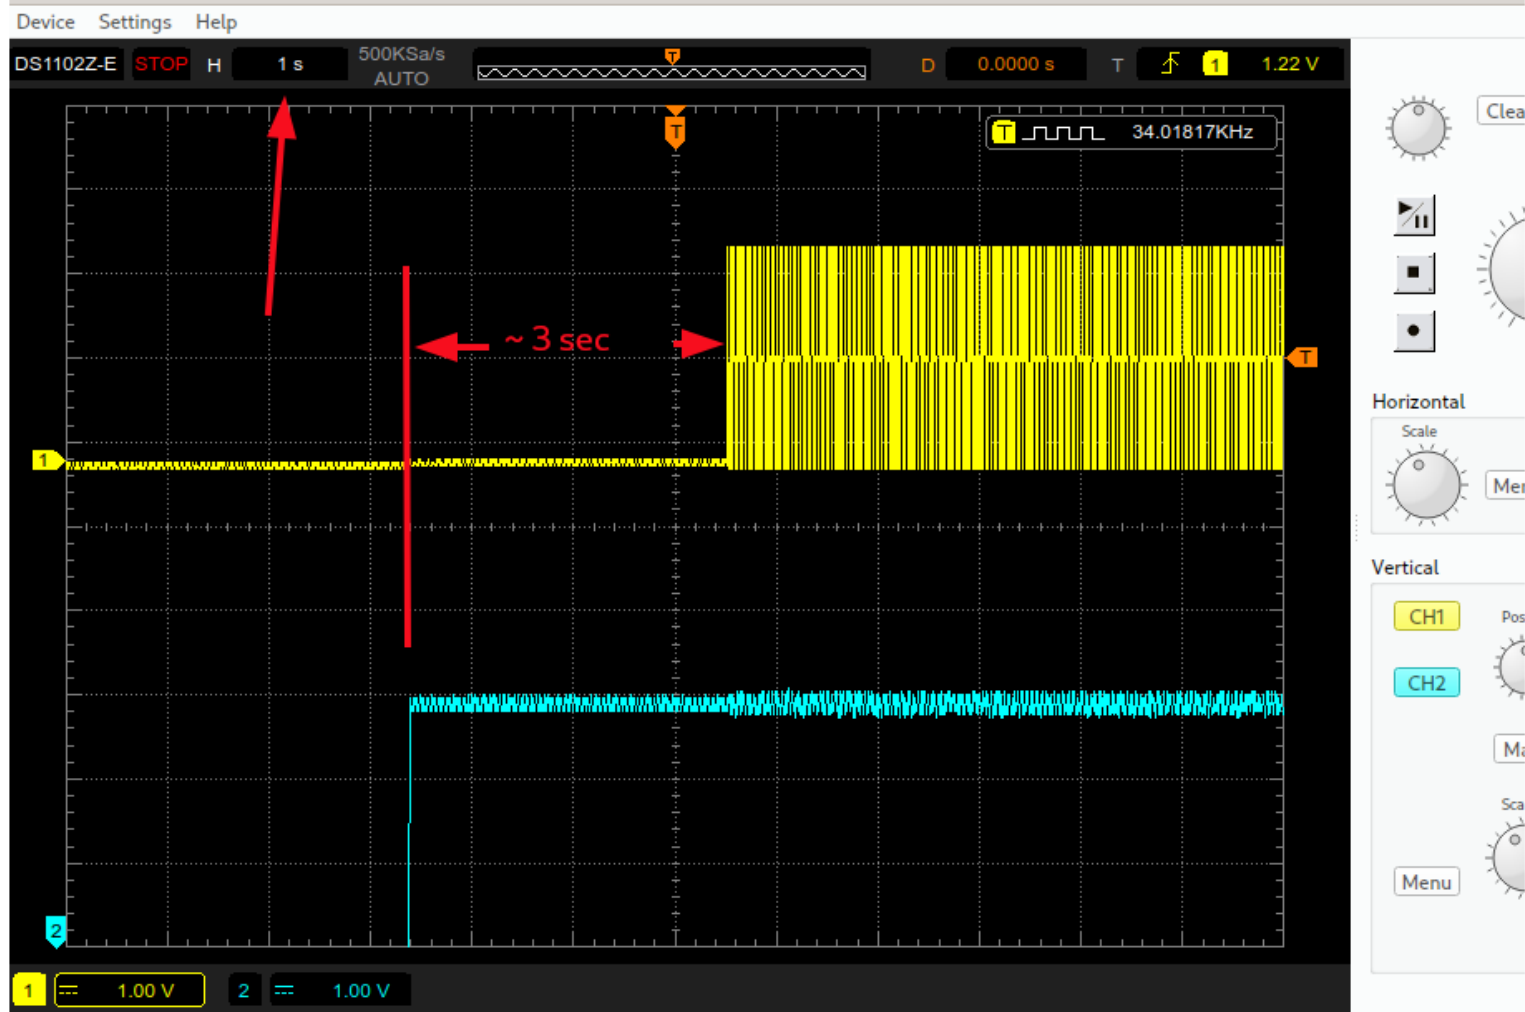 Device Settings Help
DS1102Z-E STOP H 1 s 500KSa/s AUTO T D 0.0000 s T 1 1.22 V
T 34.01817KHz
~ 3 sec
T
1
2
1 1.00 V 2 1.00 V
Clea
Horizontal
Scale
Mer
Vertical
CH1 Pos
CH2
Ma
Sca
Menu